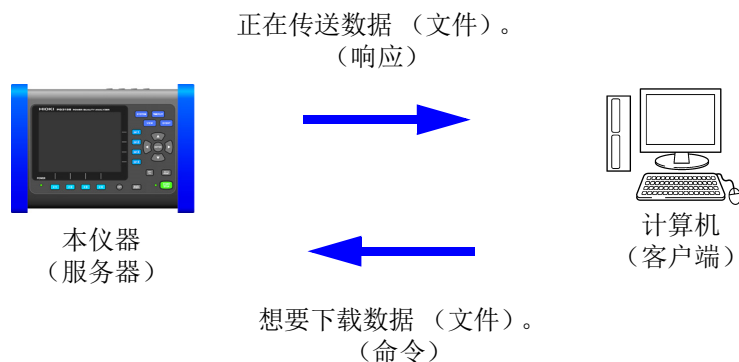 正在传送数据 （文件）。
（响应）
HIOKI
本仪器
（服务器）
计算机
（客户端）
想要下载数据 （文件）。
（命令）